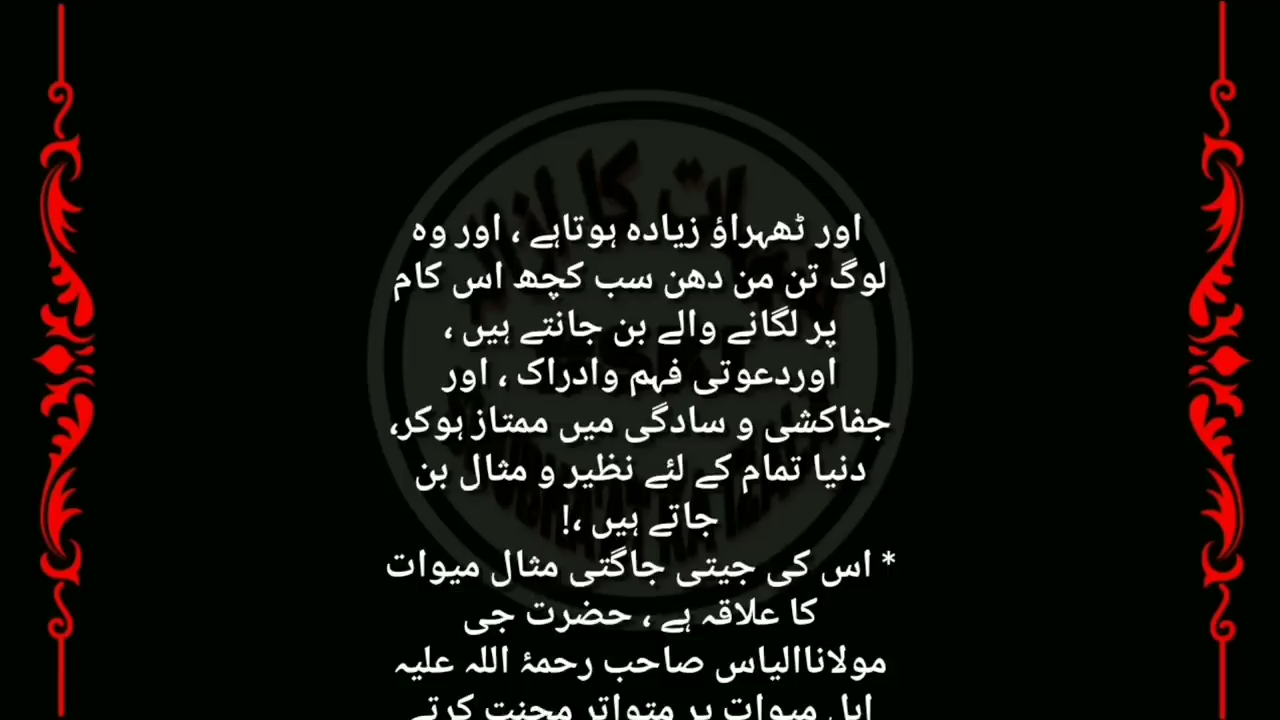 اور ٹھہراؤ زیادہ ہوتاہے ، اور وہ
لوگ تن من دھن سب کچھ اس کام
پر لگانے والے بن جانتے ہیں ،
اوردعوتی فہم وادراک ، اور
جفاکشی و سادگی میں ممتاز ہوکر،
دنیا تمام کے لئے نظیر و مثال بن
جاتے ہیں ،!
* اس کی جیتی جاگتی مثال میوات
کا علاقہ ہے ، حضرت جی
مولاناالیاس صاحب رحمۂ اللہ علیہ
اہل میوات پر متواتر محنت کرتے